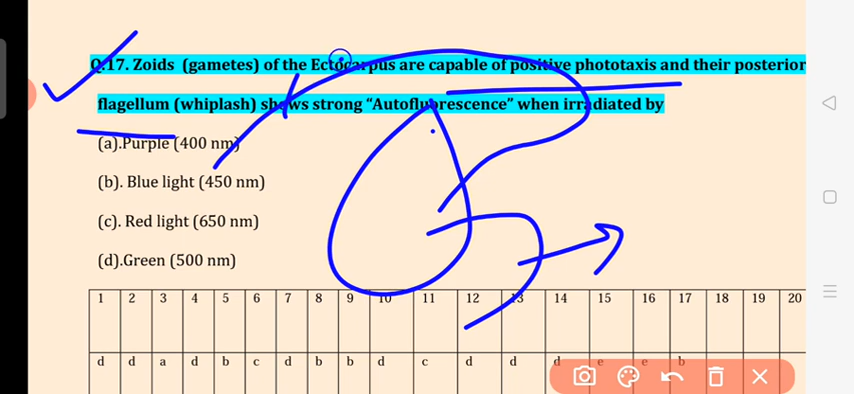 Q.17. Zoids (gametes) of the Ectocarpus are capable of positive phototaxis and their posterior
flagellum (whiplash) shows strong “Autofluorescence” when irradiated by
(a).Purple (400 nm)
(b). Blue light (450 nm)
(c). Red light (650 nm)
(d).Green (500 nm)
1 2 3 4 5 6 7 8 9 10 11 12 13 14 15 16 17 18 19 20
d d a d b c d b b d c d d d e e b